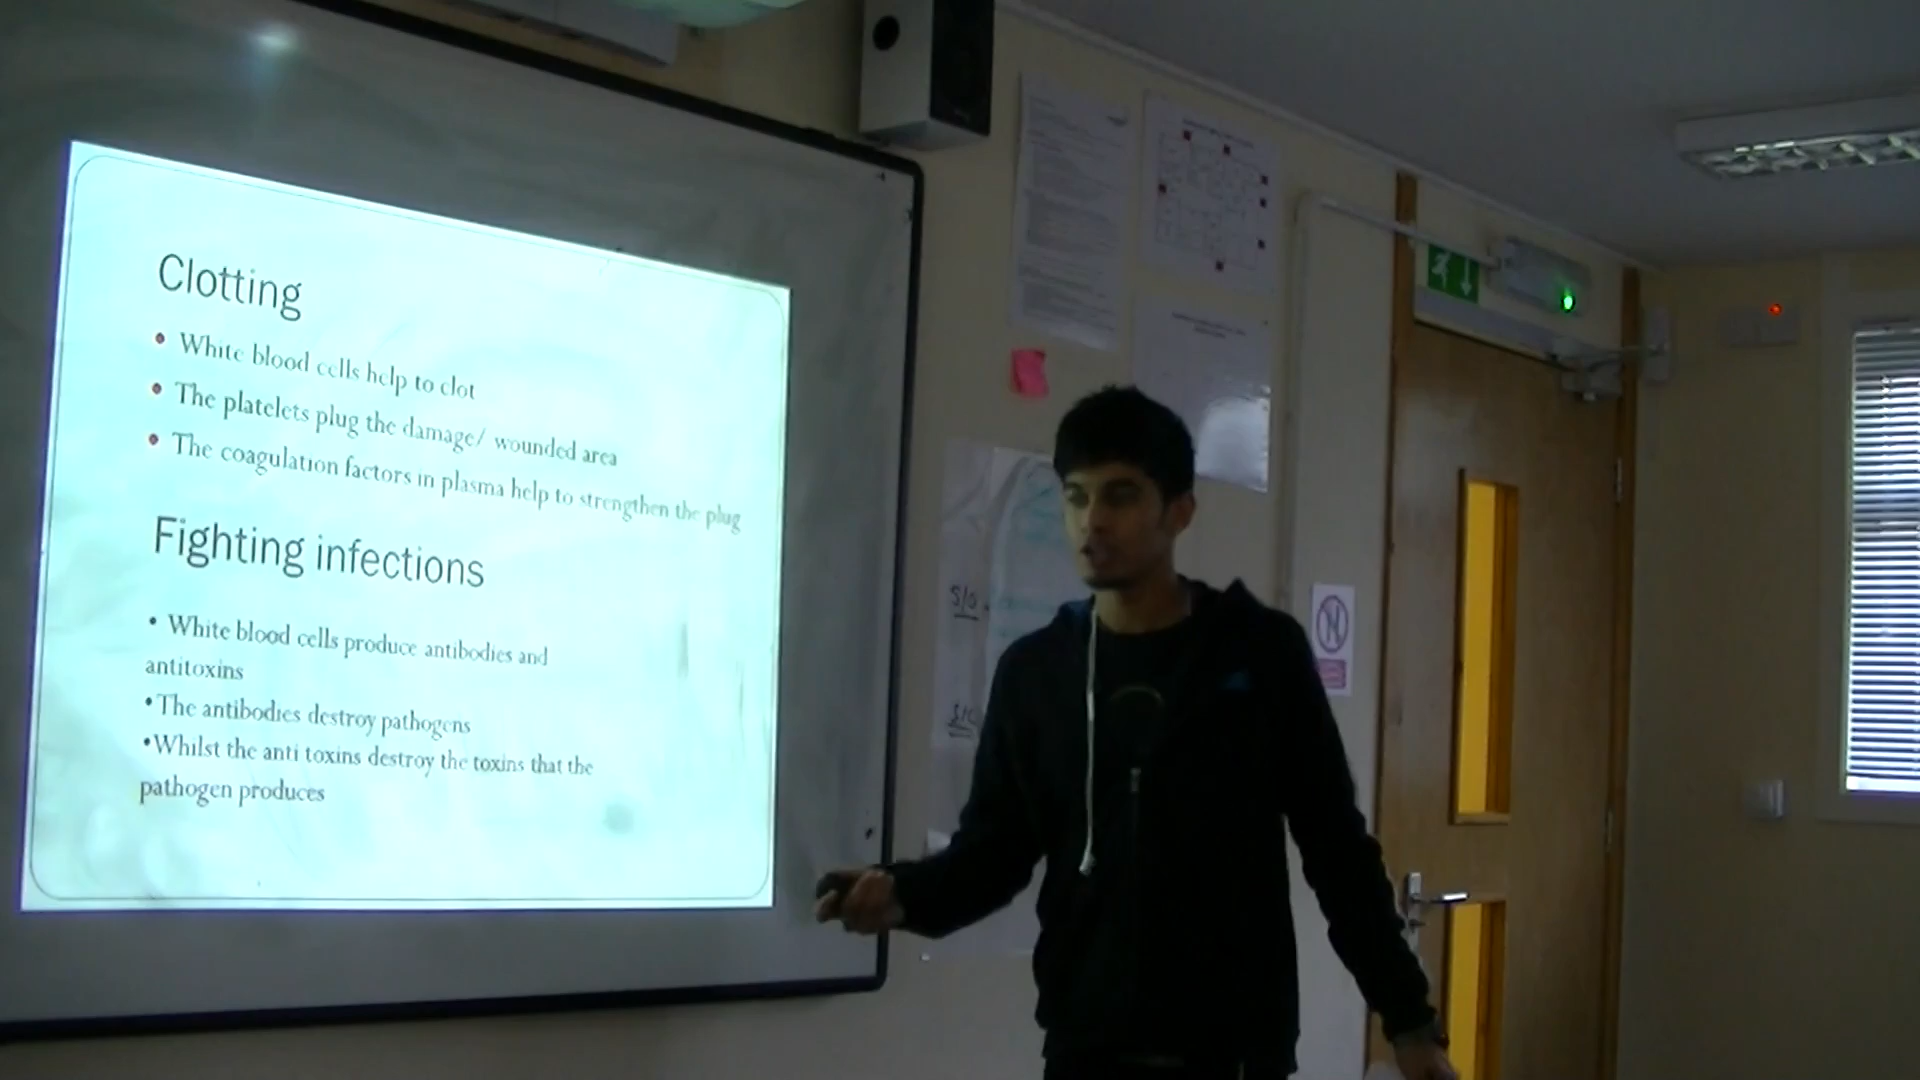 Clotting
• White blood cells help to clot
• The platelets plug the damage/ wounded area
• The coagulation factors in plasma help to strengthen the plug
Fighting infections
• White blood cells produce antibodies and
antitoxins
•The antibodies destroy pathogens
•Whilst the anti toxins destroy the toxins that the
pathogen produces